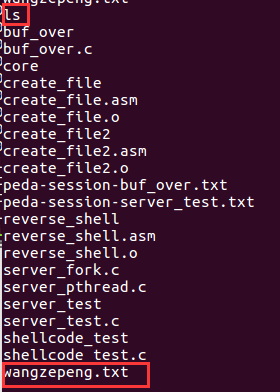 wangzepeng.txt
ls
buf_over
buf_over.c
core
create_file
create_file.asm
create_file.o
create_file2
create_file2.asm
create_file2.o
peda-session-buf_over.txt
peda-session-server_test.txt
reverse_shell
reverse_shell.asm
reverse_shell.o
server_fork.c
server_pthread.c
server_test
server_test.c
shellcode_test
shellcode_test.c
wangzepeng.txt